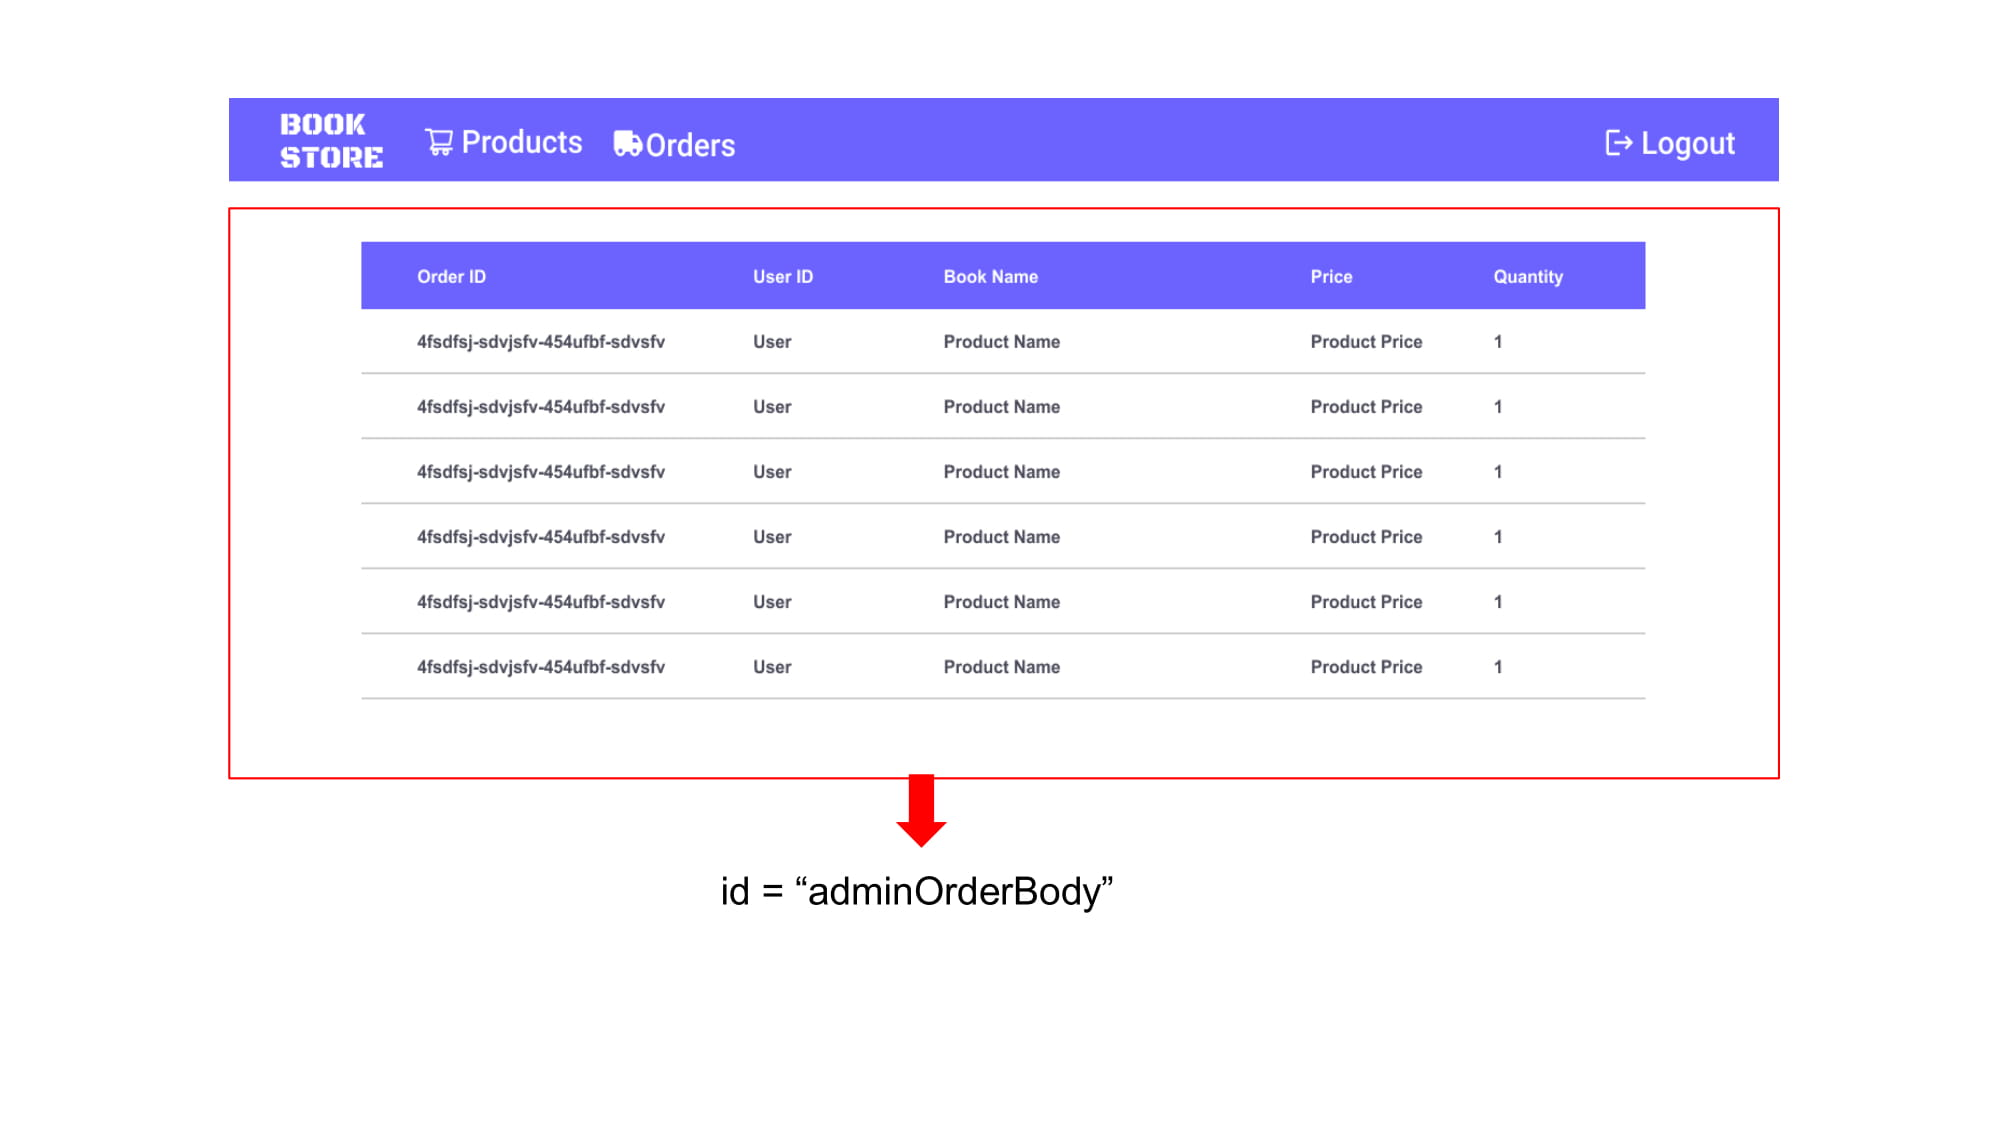 BOOK
STORE
Products
Orders
Logout
Order ID User ID Book Name Price Quantity
4fsdfsj-sdvjsfv-454ufbf-sdvsfv User Product Name Product Price 1
4fsdfsj-sdvjsfv-454ufbf-sdvsfv User Product Name Product Price 1
4fsdfsj-sdvjsfv-454ufbf-sdvsfv User Product Name Product Price 1
4fsdfsj-sdvjsfv-454ufbf-sdvsfv User Product Name Product Price 1
4fsdfsj-sdvjsfv-454ufbf-sdvsfv User Product Name Product Price 1
4fsdfsj-sdvjsfv-454ufbf-sdvsfv User Product Name Product Price 1
id = “adminOrderBody”